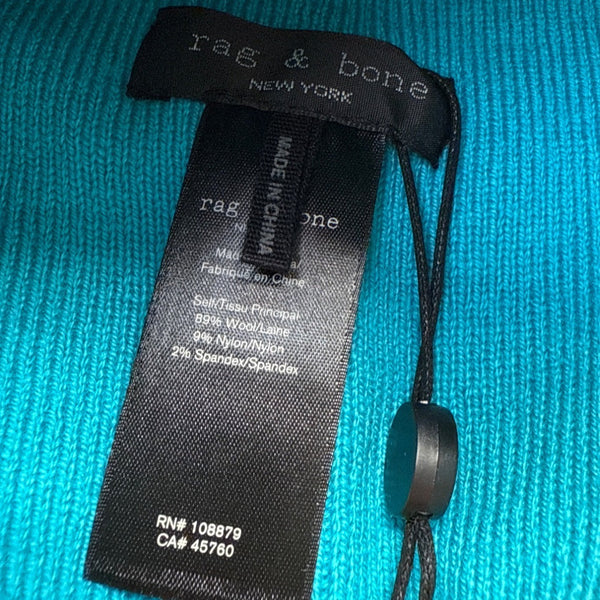 rag & bone
NEW YORK
MADE IN CHINA
rag bone
Fabriqué en Chine
Self/Tissu Principal
89% Wool/Laine
9% Nylon/Nylon
2% Spandex/Spandex
RN# 108879
CA# 45760